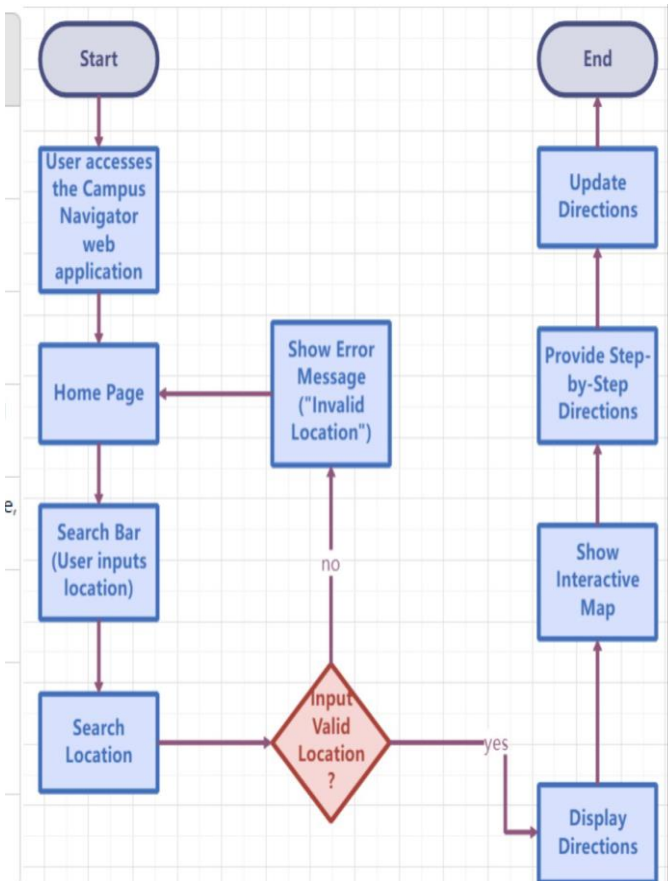 Start
User accesses
the Campus
Navigator
web
application
Home Page
Search Bar
(User inputs
location)
Search
Location
Input
Valid
Location
?
no
Show Error
Message
("Invalid
Location")
yes
Display
Directions
Show
Interactive
Map
Provide Step-
by-Step
Directions
Update
Directions
End
e,